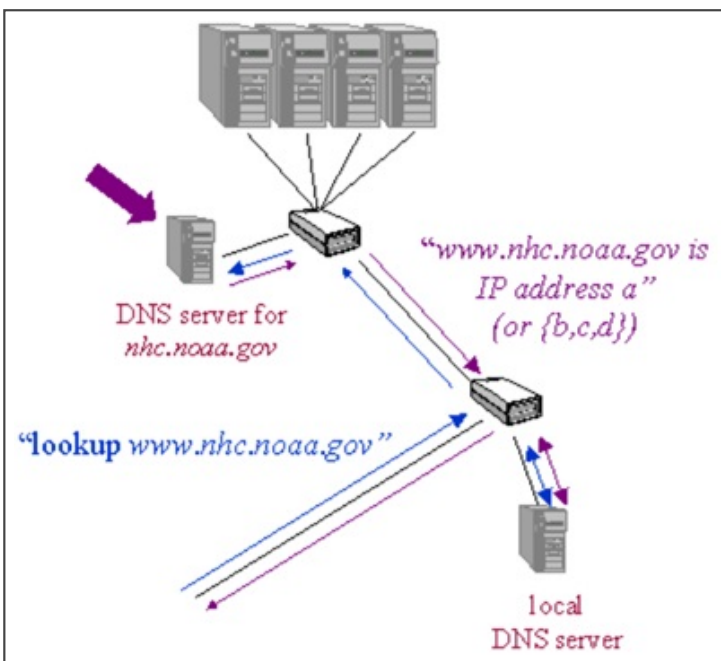 “www.nhc.noaa.gov is
IP address a”
(or {b,c,d})
DNS server for
nhc.noaa.gov
“lookup www.nhc.noaa.gov”
local
DNS server